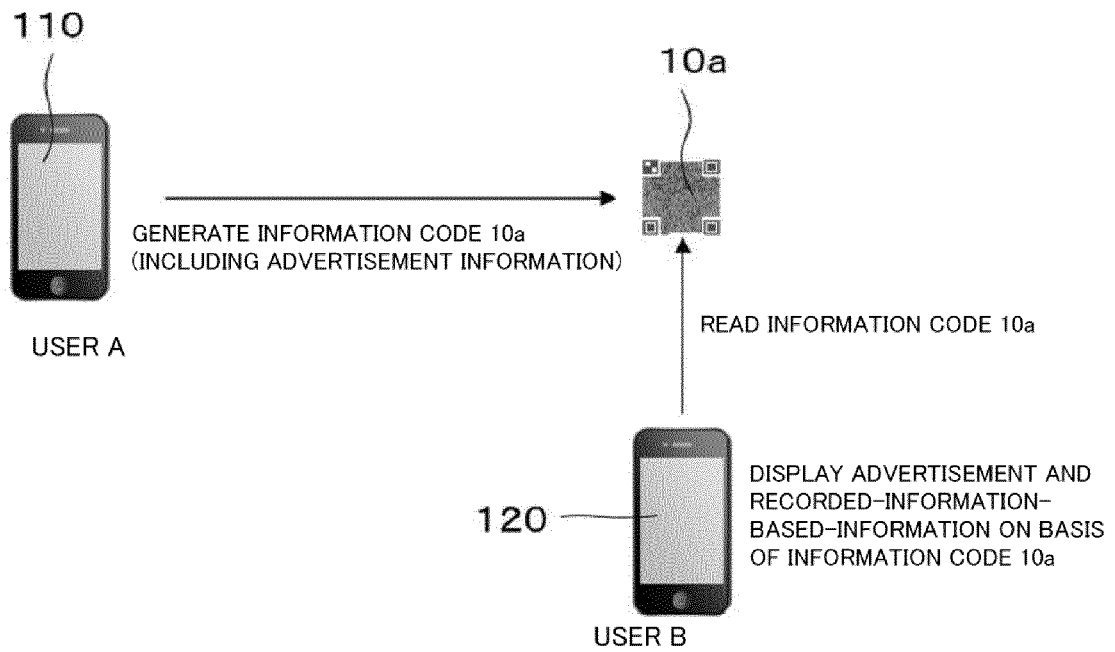 110
10a
GENERATE INFORMATION CODE 10a
(INCLUDING ADVERTISEMENT INFORMATION)
USER A
READ INFORMATION CODE 10a
120
DISPLAY ADVERTISEMENT AND
RECORDED-INFORMATION-
BASED-INFORMATION ON BASIS
OF INFORMATION CODE 10a
USER B